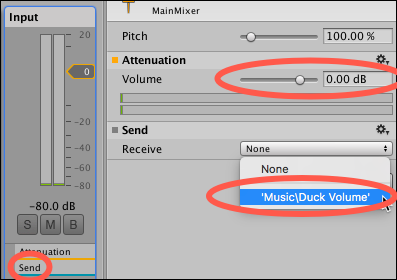 Input
20
0
-20
-40
-60
-80
-80.0 dB
S M B
Attenuation
Send
MainMixer
Pitch 100.00 %
Attenuation
Volume 0.00 dB
Send
Receive None
None
'Music\Duck Volume'